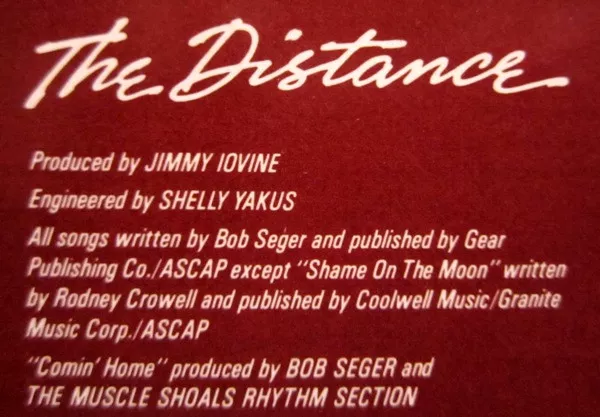 The Distance
Produced by JIMMY IOVINE
Engineered by SHELLY YAKUS
All songs written by Bob Seger and published by Gear
Publishing Co./ASCAP except "Shame On The Moon" written
by Rodney Crowell and published by Coolwell Music/Granite
Music Corp./ASCAP
"Comin' Home" produced by BOB SEGER and
THE MUSCLE SHOALS RHYTHM SECTION